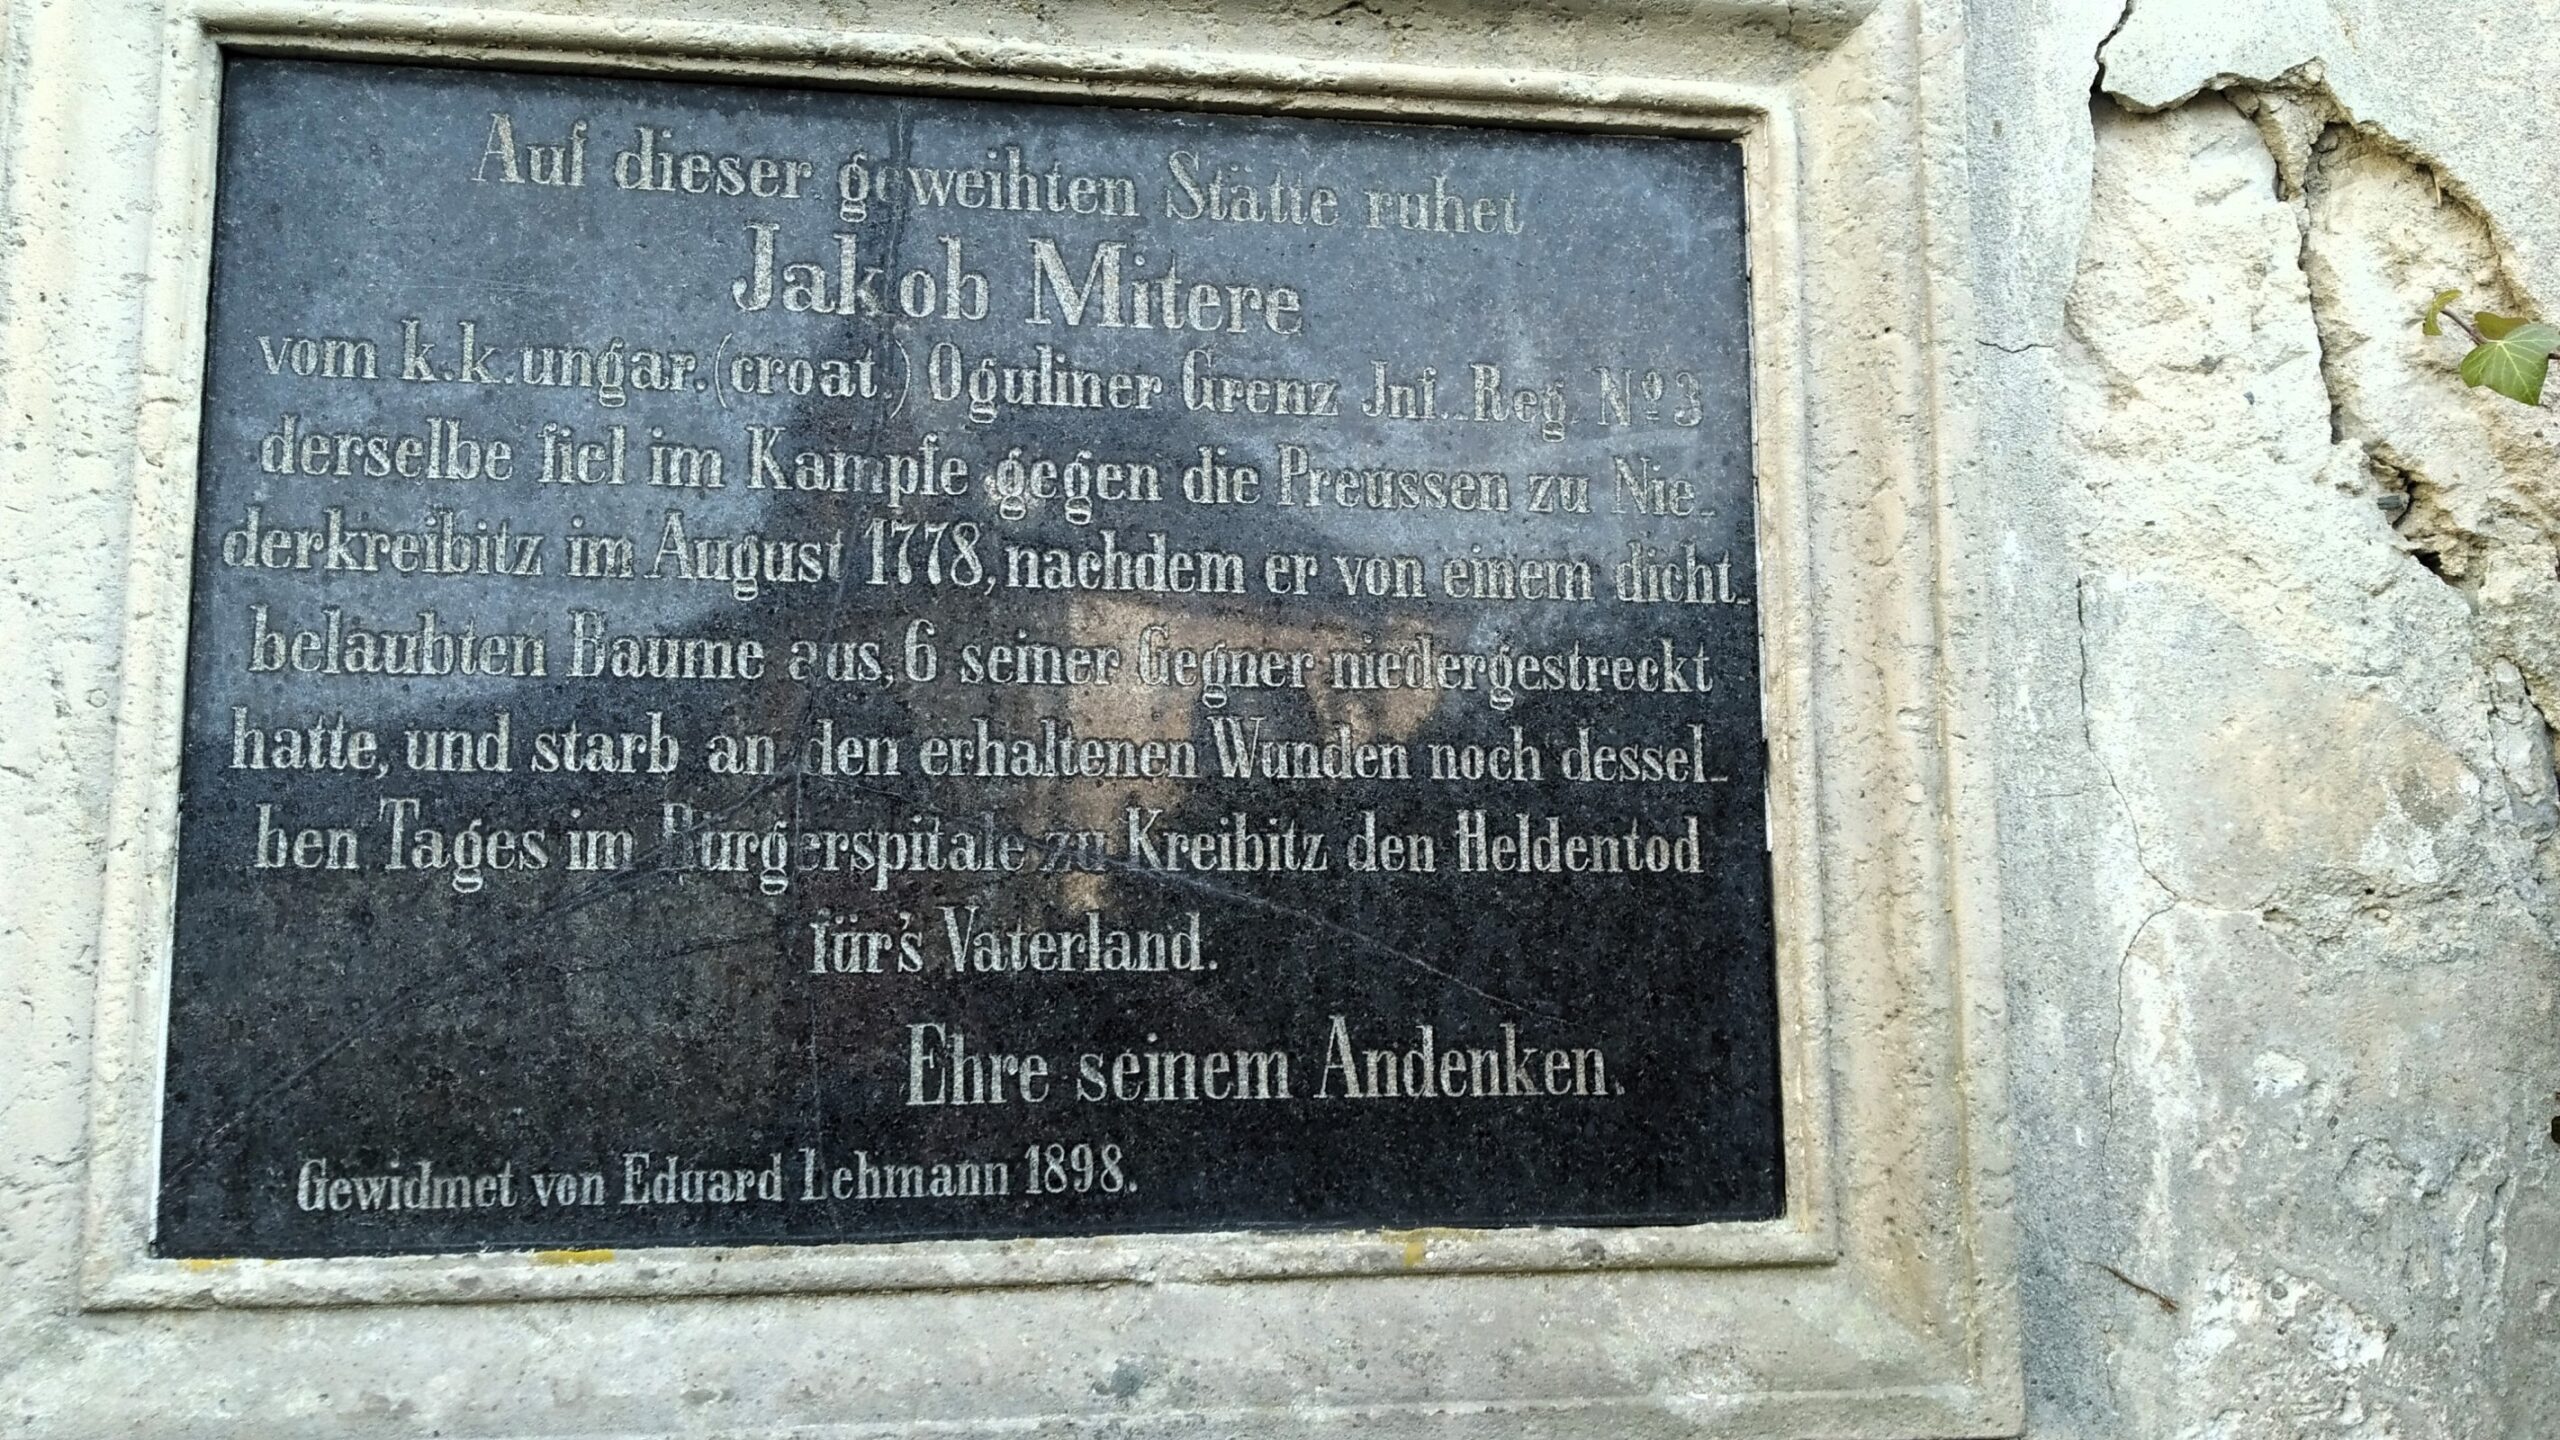 Auf dieser geweihten Stätte ruhet
Jakob Mitere
vom k.k.ungar.(croat.) Oguliner Grenz Jnf.-Reg. Nº 3
derselbe fiel im Kampfe gegen die Preussen zu Nie-
derkreibitz im August 1778, nachdem er von einem dicht-
belaubten Baume aus, 6 seiner Gegner niedergestreckt
hatte, und starb an den erhaltenen Wunden noch dessel-
ben Tages im Bürgerspitale zu Kreibitz den Heldentod
für's Vaterland.
Ehre seinem Andenken.
Gewidmet von Eduard Lehmann 1898.